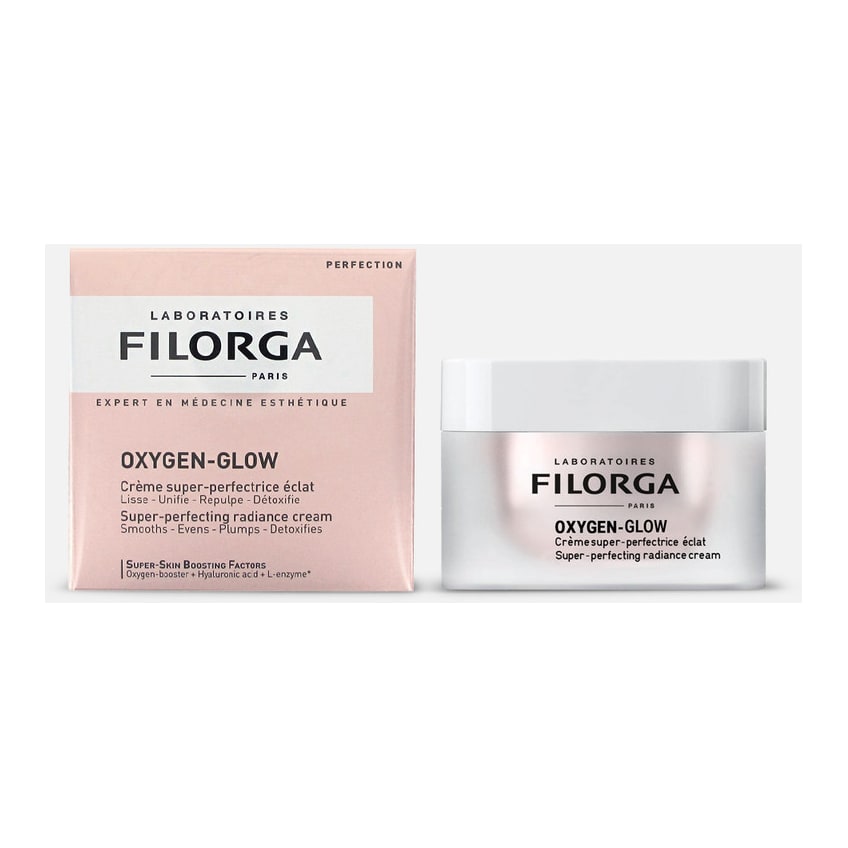 PERFECTION
LABORATOIRES
FILORGA
PARIS
EXPERT EN MÉDECINE ESTHÉTIQUE
OXYGEN-GLOW
Crème super-perfectrice éclat
Lisse - Unifie - Repulpe - Détoxifie
Super-perfecting radiance cream
Smooths - Evens - Plumps - Detoxifies
SUPER-SKIN BOOSTING FACTORS
Oxygen-booster + Hyaluronic acid + L-enzyme*
LABORATOIRES
FILORGA
PARIS
OXYGEN-GLOW
Crème super-perfectrice éclat
Super-perfecting radiance cream